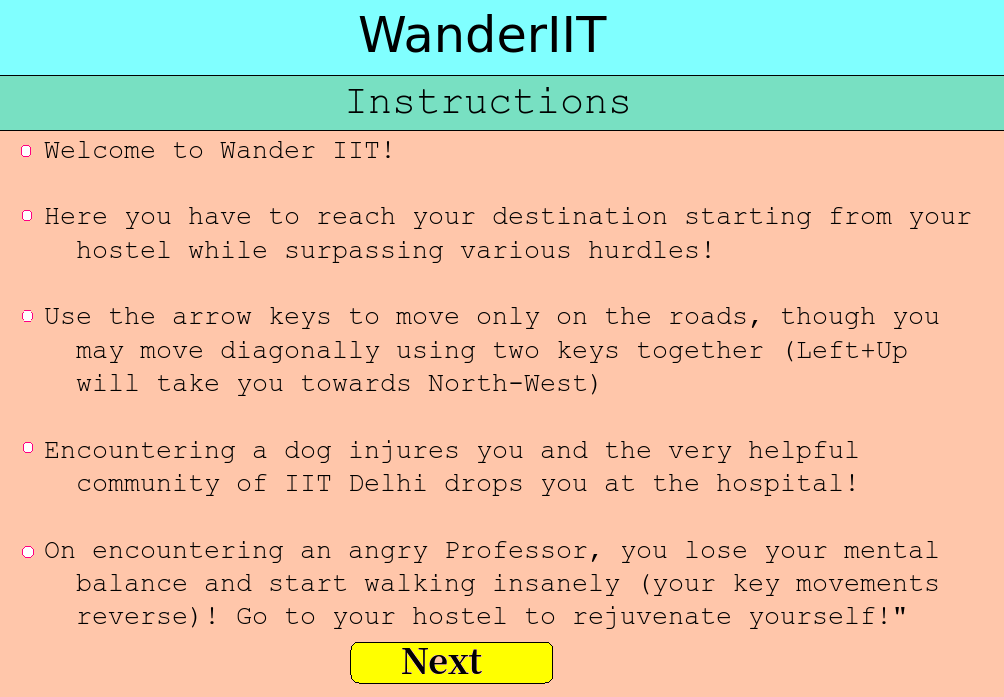 WanderIIT
Instructions
Welcome to Wander IIT!
Here you have to reach your destination starting from your
hostel while surpassing various hurdles!
Use the arrow keys to move only on the roads, though you
may move diagonally using two keys together (Left+Up
will take you towards North-West)
Encountering a dog injures you and the very helpful
community of IIT Delhi drops you at the hospital!
On encountering an angry Professor, you lose your mental
balance and start walking insanely (your key movements
reverse)! Go to your hostel to rejuvenate yourself!"
Next